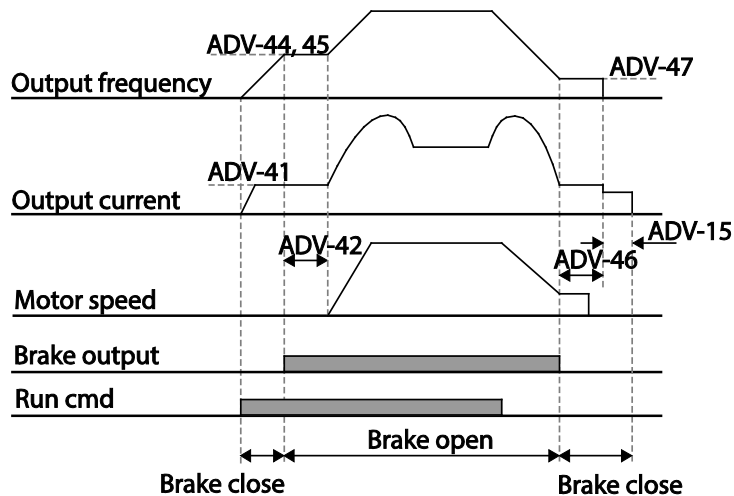 ADV-44, 45
ADV-47
Output frequency
ADV-41
Output current
ADV-15
ADV-42
ADV-46
Motor speed
Brake output
Run cmd
Brake open
Brake close
Brake close